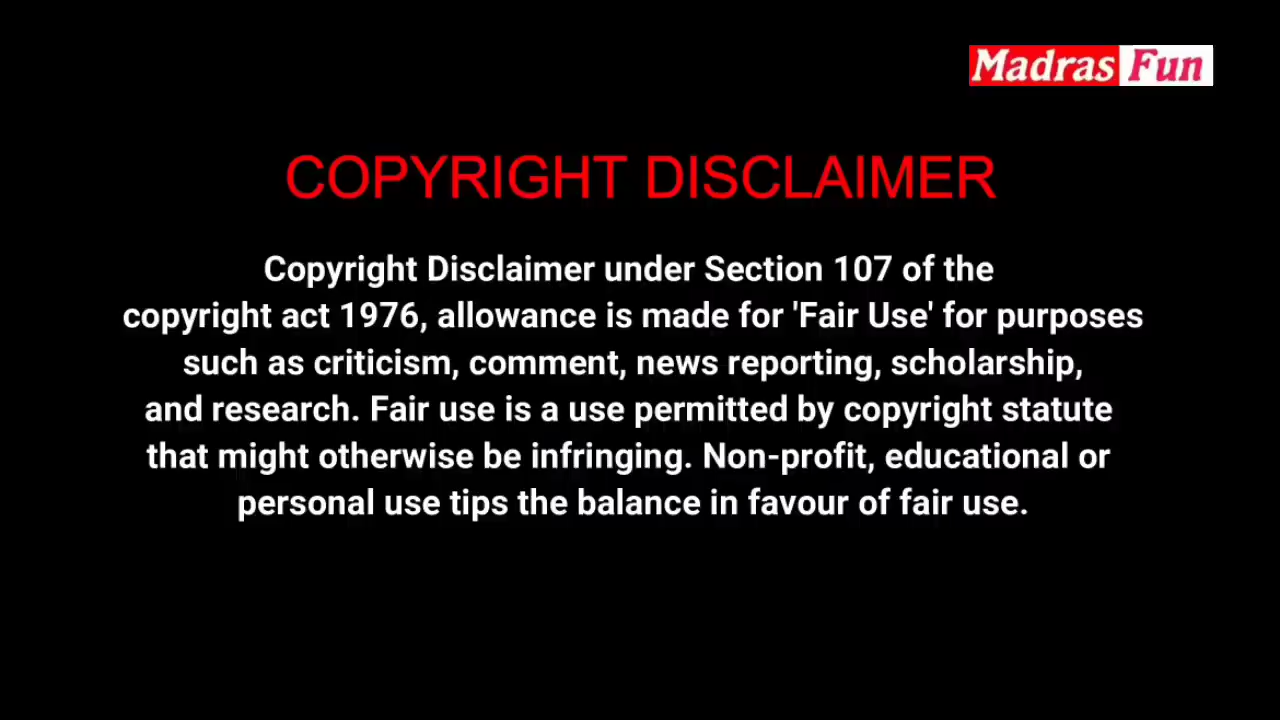 Madras Fun
COPYRIGHT DISCLAIMER
Copyright Disclaimer under Section 107 of the
copyright act 1976, allowance is made for 'Fair Use' for purposes
such as criticism, comment, news reporting, scholarship,
and research. Fair use is a use permitted by copyright statute
that might otherwise be infringing. Non-profit, educational or
personal use tips the balance in favour of fair use.